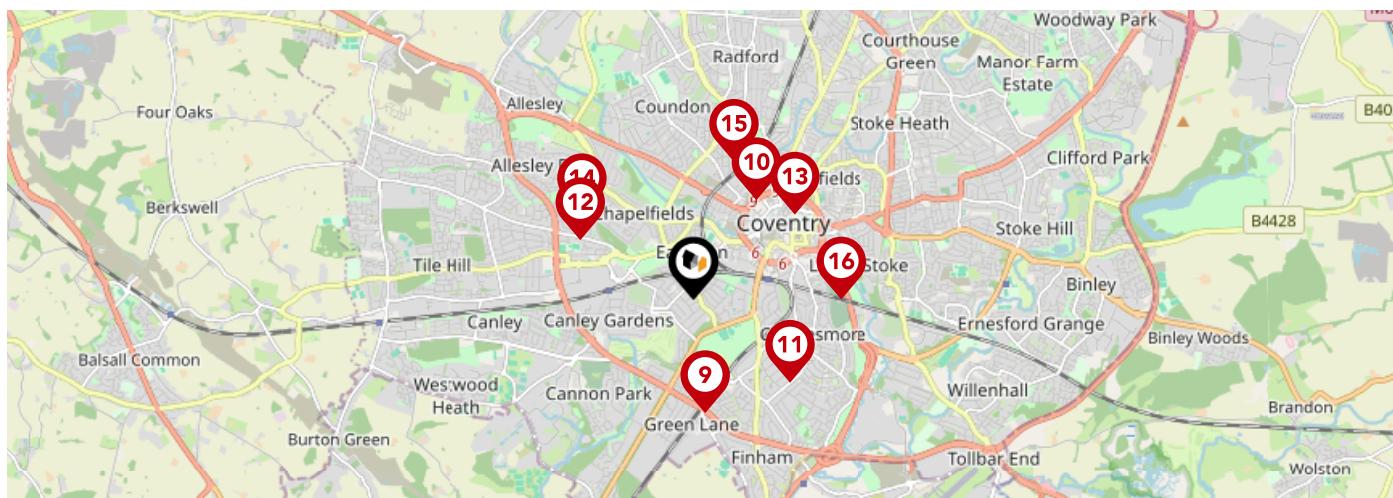 Woodway Park
Courthouse
Green
Radford
Manor Farm
Estate
Four Oaks
Allesley
Coundon
B40
15
Stoke Heath
Allesley
10
13
fields
Clifford Park
14
12
Berkswell
Chapelfields
9
Coventry
B4428
Stoke Hill
6
6
16
Stoke
Tile Hill
Binley
Canley
Canley Gardens
11
smore
Ernesford Grange
Binley Woods
Balsall Common
9
Westwood
Heath
Cannon Park
Willenhall
Brandon
Green Lane
Burton Green
Finham
Tollbar End
Wolston